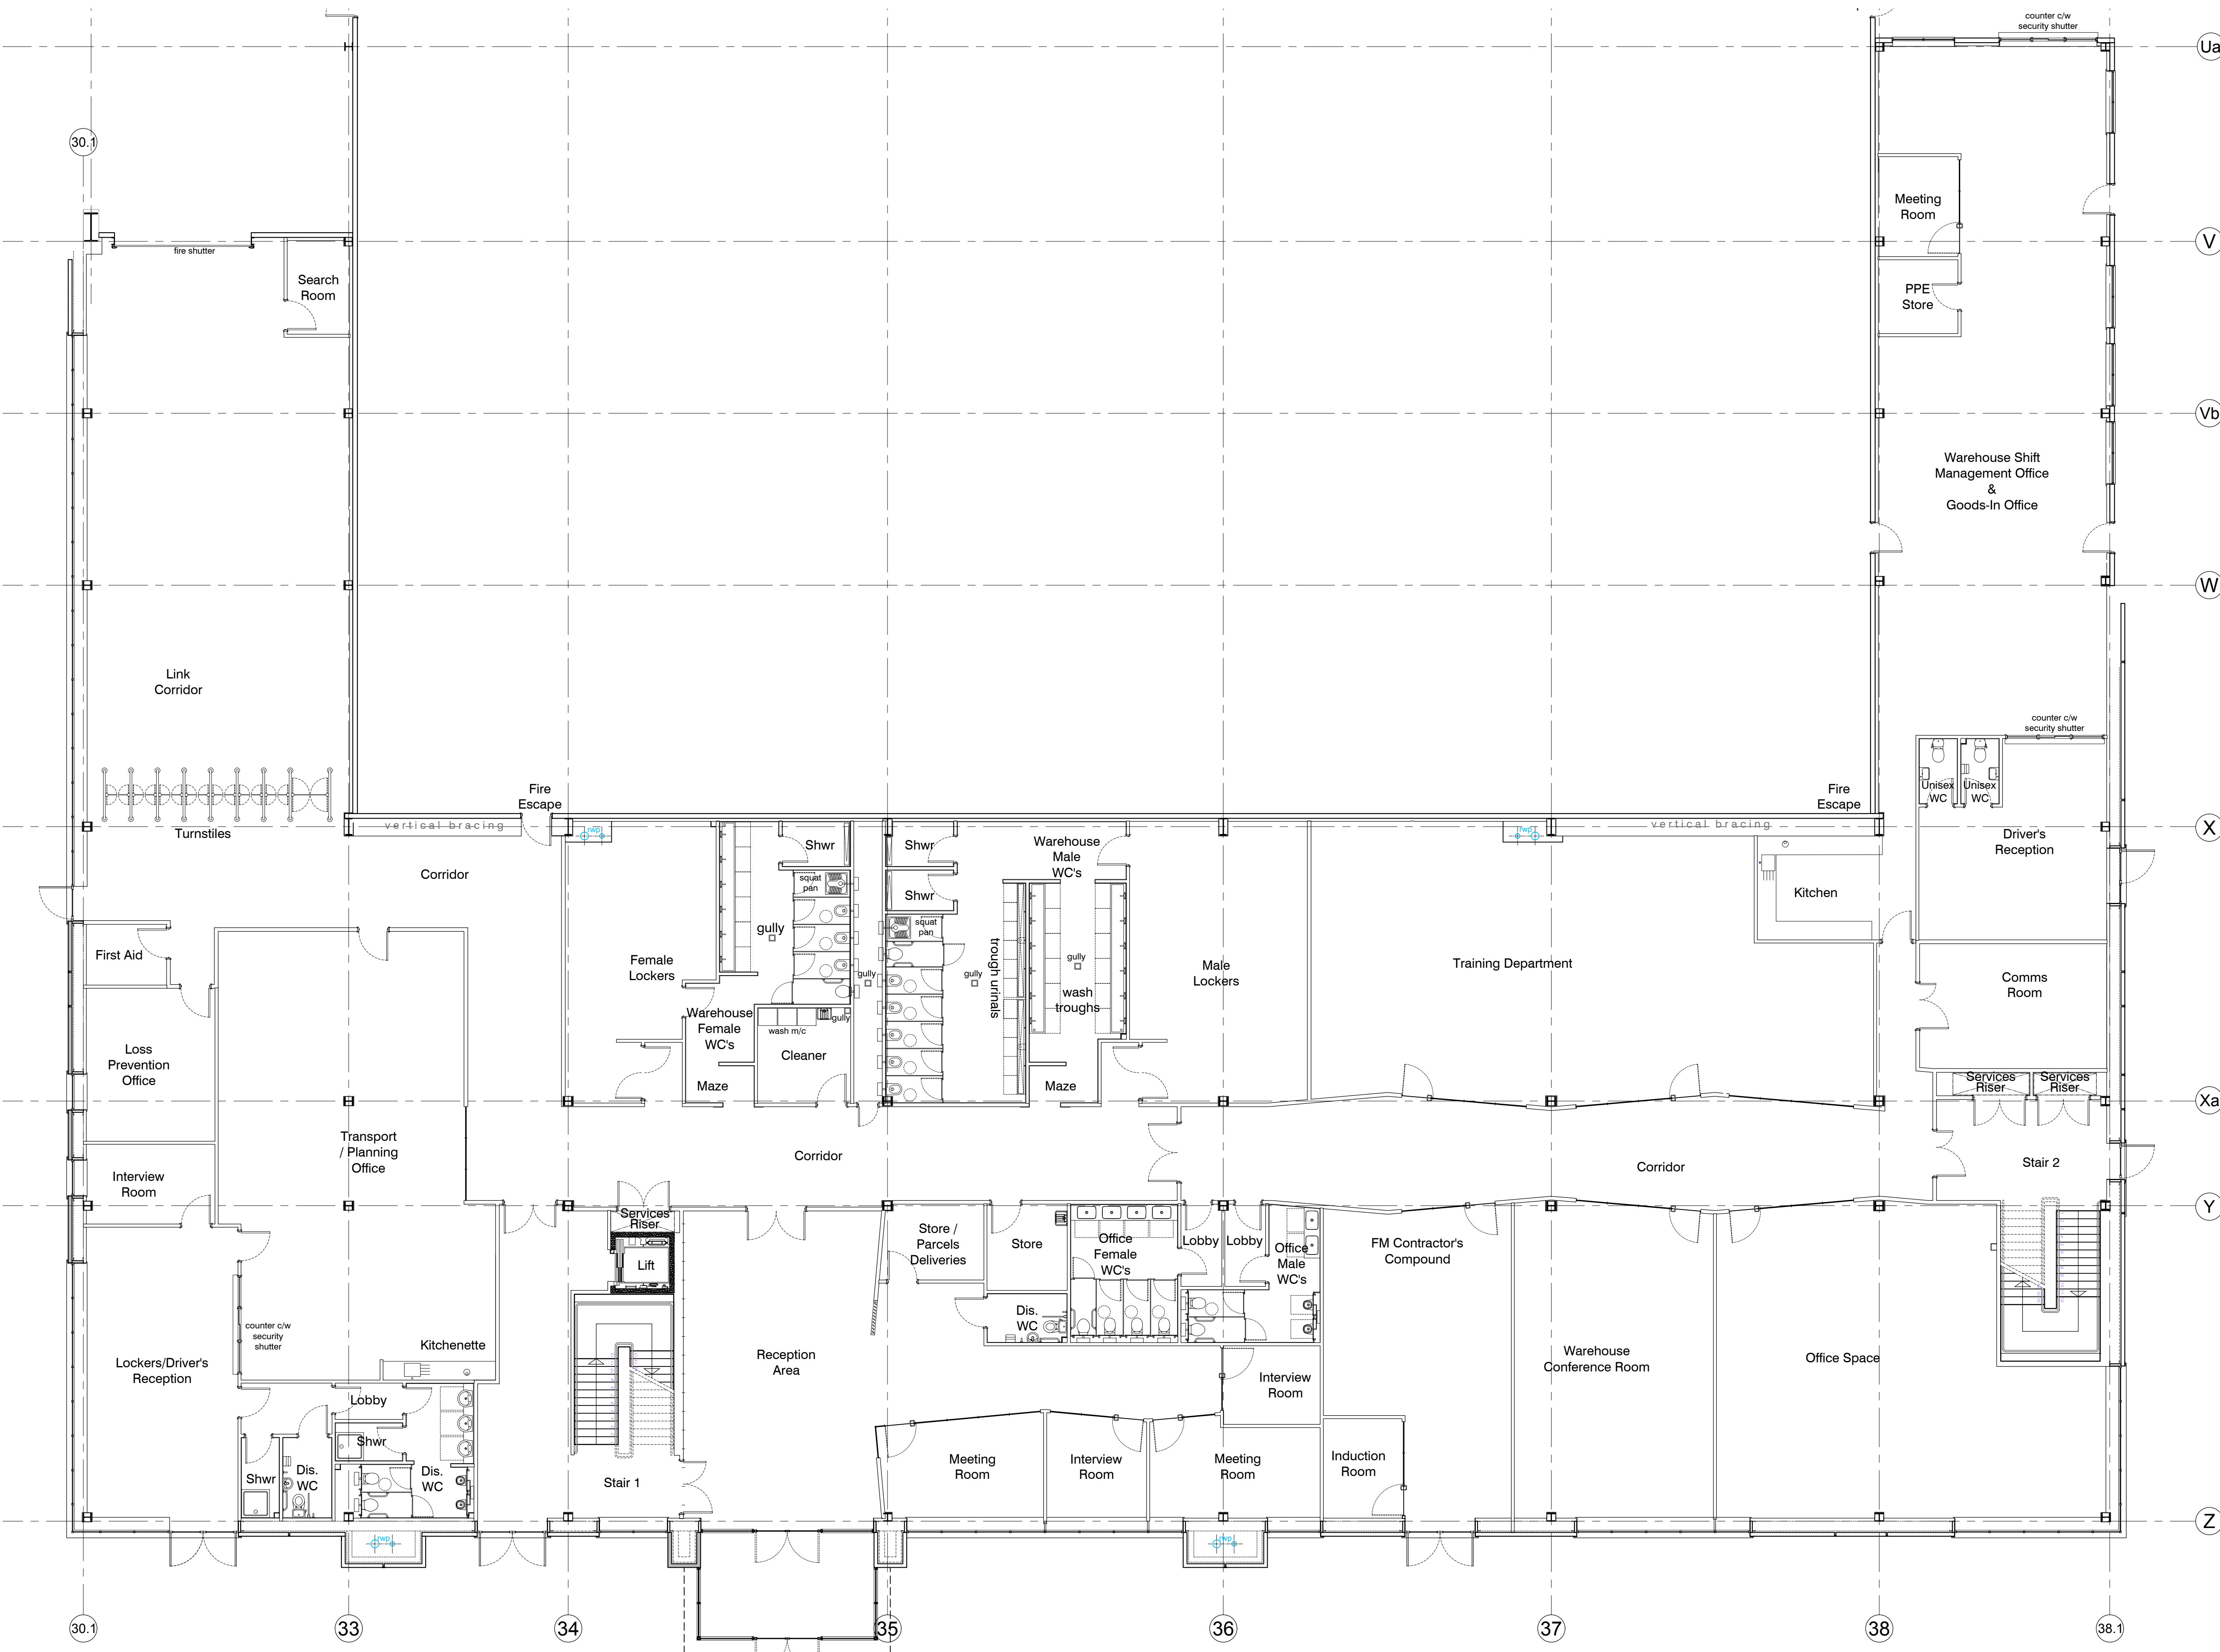 counter c/w
security shutter
Ua
30.1
Meeting
Room
V
fire shutter
Search
Room
PPE
Store
Vb
Warehouse Shift
Management Office
&
Goods-In Office
W
Link
Corridor
counter c/w
security shutter
Unisex
WC
Unisex
WC
Fire
Escape
Fire
Escape
Turnstiles
vertical bracing
rwp
rwp
vertical bracing
X
Driver's
Reception
Corridor
Shwr
Shwr
Warehouse
Male
WC's
squat
pan
Shwr
Kitchen
squat
pan
gully
First Aid
Female
Lockers
gully
gully
trough urinals
gully
wash
troughs
Male
Lockers
Training Department
Comms
Room
Warehouse
Female
WC's
wash m/c
gully
Loss
Prevention
Office
Cleaner
Maze
Maze
Services
Riser
Services
Riser
Xa
Transport
/ Planning
Office
Corridor
Corridor
Stair 2
Interview
Room
Y
Services
Riser
Lift
Store /
Parcels
Deliveries
Store
Office
Female
WC's
Lobby
Lobby
Office
Male
WC's
FM Contractor's
Compound
Dis.
WC
counter c/w
security
shutter
Kitchenette
Lockers/Driver's
Reception
Reception
Area
Warehouse
Conference Room
Office Space
Interview
Room
Lobby
Shwr
Shwr
Dis.
WC
Dis.
WC
Stair 1
Meeting
Room
Interview
Room
Meeting
Room
Induction
Room
Z
rwp
rwp
30.1
33
34
35
36
37
38
38.1